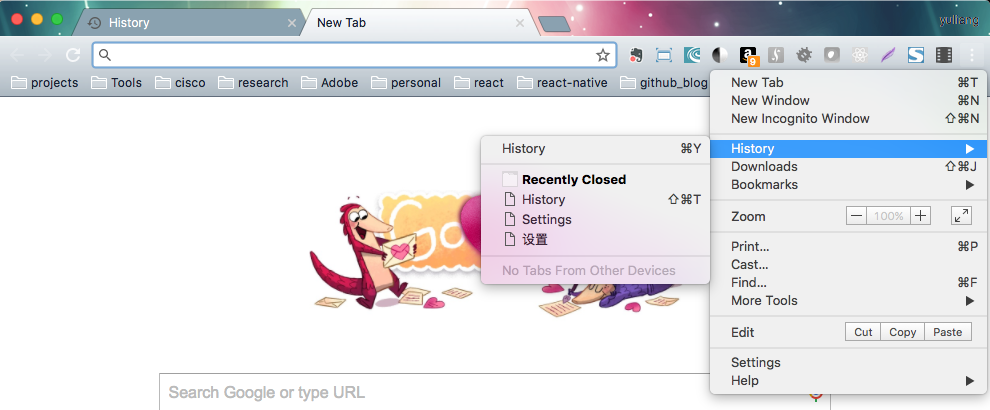 History
New Tab
yulienc
9
projects Tools cisco research Adobe personal react react-native github_blog
New Tab ⌘T
New Window ⌘N
New Incognito Window ⇧⌘N
History
Downloads ⇧⌘J
Bookmarks
Zoom 100%
Print... ⌘P
Cast...
Find... ⌘F
More Tools
Edit Cut Copy Paste
Settings
Help
History ⌘Y
Recently Closed
History ⇧⌘T
Settings
设置
No Tabs From Other Devices
Search Google or type URL